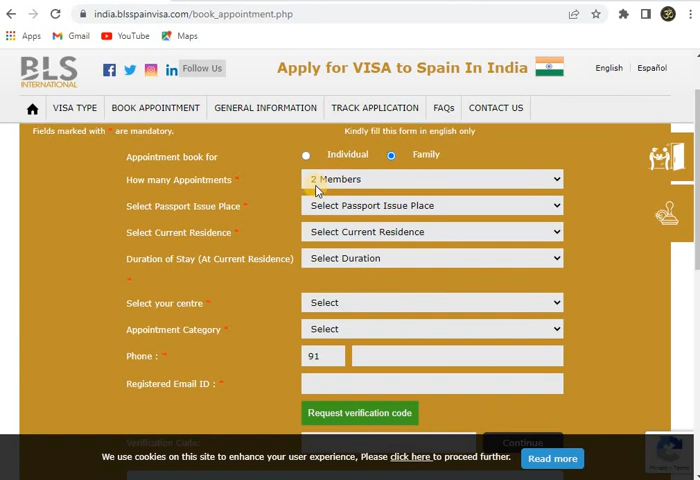 india.blsspainvisa.com/book_appointment.php
Apps Gmail YouTube Maps
BLS
INTERNATIONAL
Follow Us
Apply for VISA to Spain In India
English Español
VISA TYPE BOOK APPOINTMENT GENERAL INFORMATION TRACK APPLICATION FAQs CONTACT US
Fields marked with * are mandatory. Kindly fill this form in english only
Appointment book for Individual Family
How many Appointments * 2 Members
Select Passport Issue Place * Select Passport Issue Place
Select Current Residence * Select Current Residence
Duration of Stay (At Current Residence) Select Duration
*
Select your centre * Select
Appointment Category * Select
Phone : * 91
Registered Email ID : *
Request verification code
Verification Code: Continue
We use cookies on this site to enhance your user experience, Please click here to proceed further. Read more